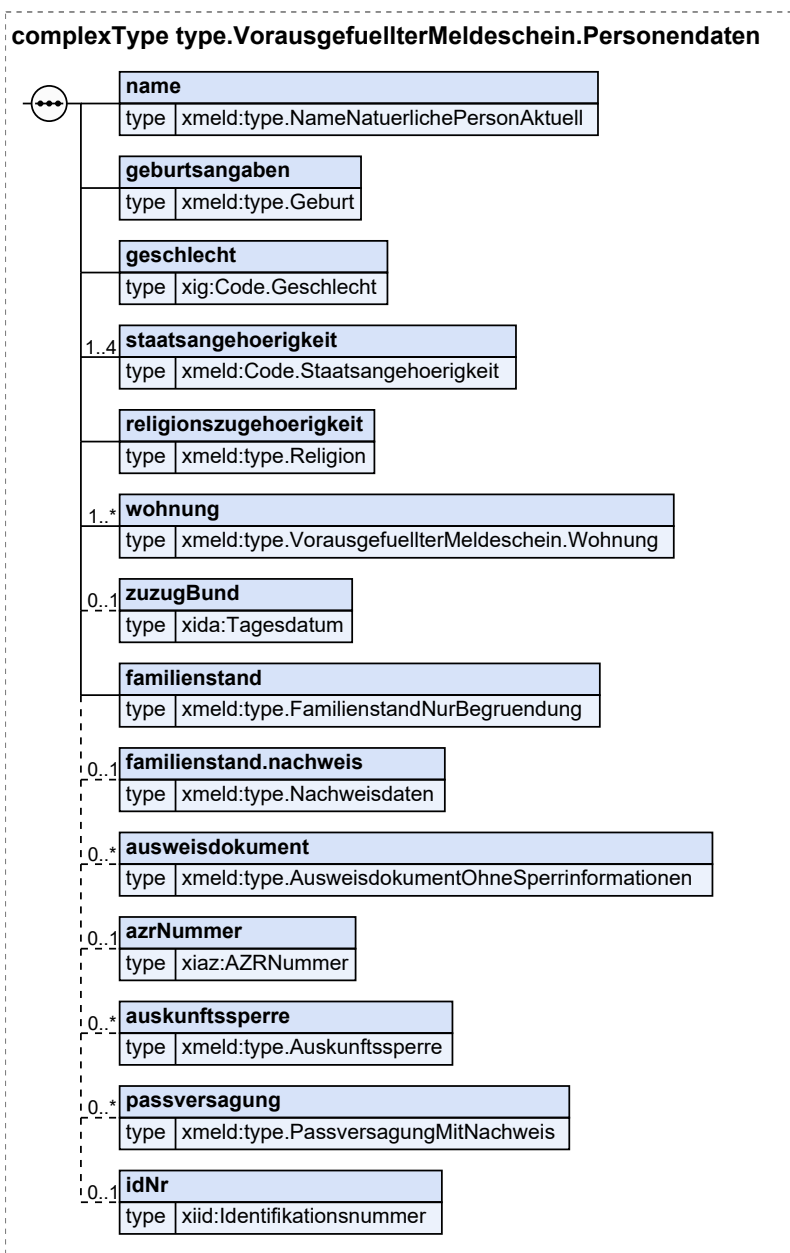 complexType type.VorausgefuellterMeldeschein.Personendaten
name
type xmeld:type.NameNatuerlichePersonAktuell
geburtsangaben
type xmeld:type.Geburt
geschlecht
type xig:Code.Geschlecht
1..4 staatsangehoerigkeit
type xmeld:Code.Staatsangehoerigkeit
religionszugehoerigkeit
type xmeld:type.Religion
1..* wohnung
type xmeld:type.VorausgefuellterMeldeschein.Wohnung
0..1 zuzugBund
type xida:Tagesdatum
familienstand
type xmeld:type.FamilienstandNurBegruendung
0..1 familienstand.nachweis
type xmeld:type.Nachweisdaten
0..* ausweisdokument
type xmeld:type.AusweisdokumentOhneSperrinformationen
0..1 azrNummer
type xiaz:AZRNummer
0..* auskunftssperre
type xmeld:type.Auskunftssperre
0..* passversagung
type xmeld:type.PassversagungMitNachweis
0..1 idNr
type xiid:Identifikationsnummer